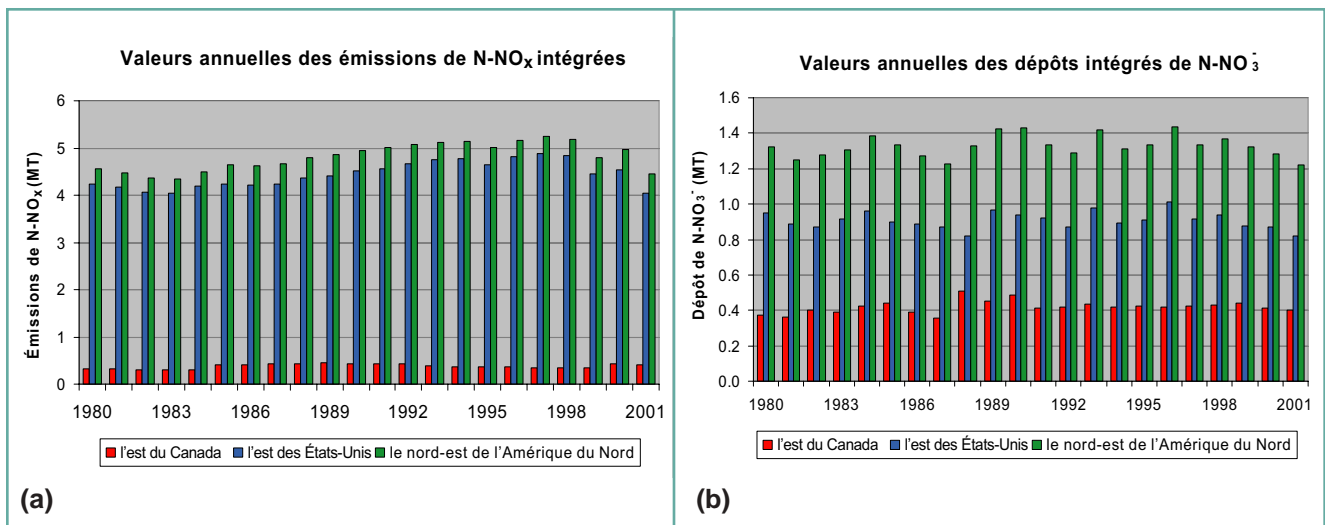 Valeurs annuelles des émissions de N-NOx intégrées
Émissions de N-NOx (MT)
6
5
4
3
2
1
0
1980 1983 1986 1989 1992 1995 1998 2001
l'est du Canada l'est des États-Unis le nord-est de l'Amérique du Nord
(a)
Valeurs annuelles des dépôts intégrés de N-NO3-
Dépôt de N-NO3- (MT)
1.6
1.4
1.2
1.0
0.8
0.6
0.4
0.2
0.0
1980 1983 1986 1989 1992 1995 1998 2001
l'est du Canada l'est des États-Unis le nord-est de l'Amérique du Nord
(b)